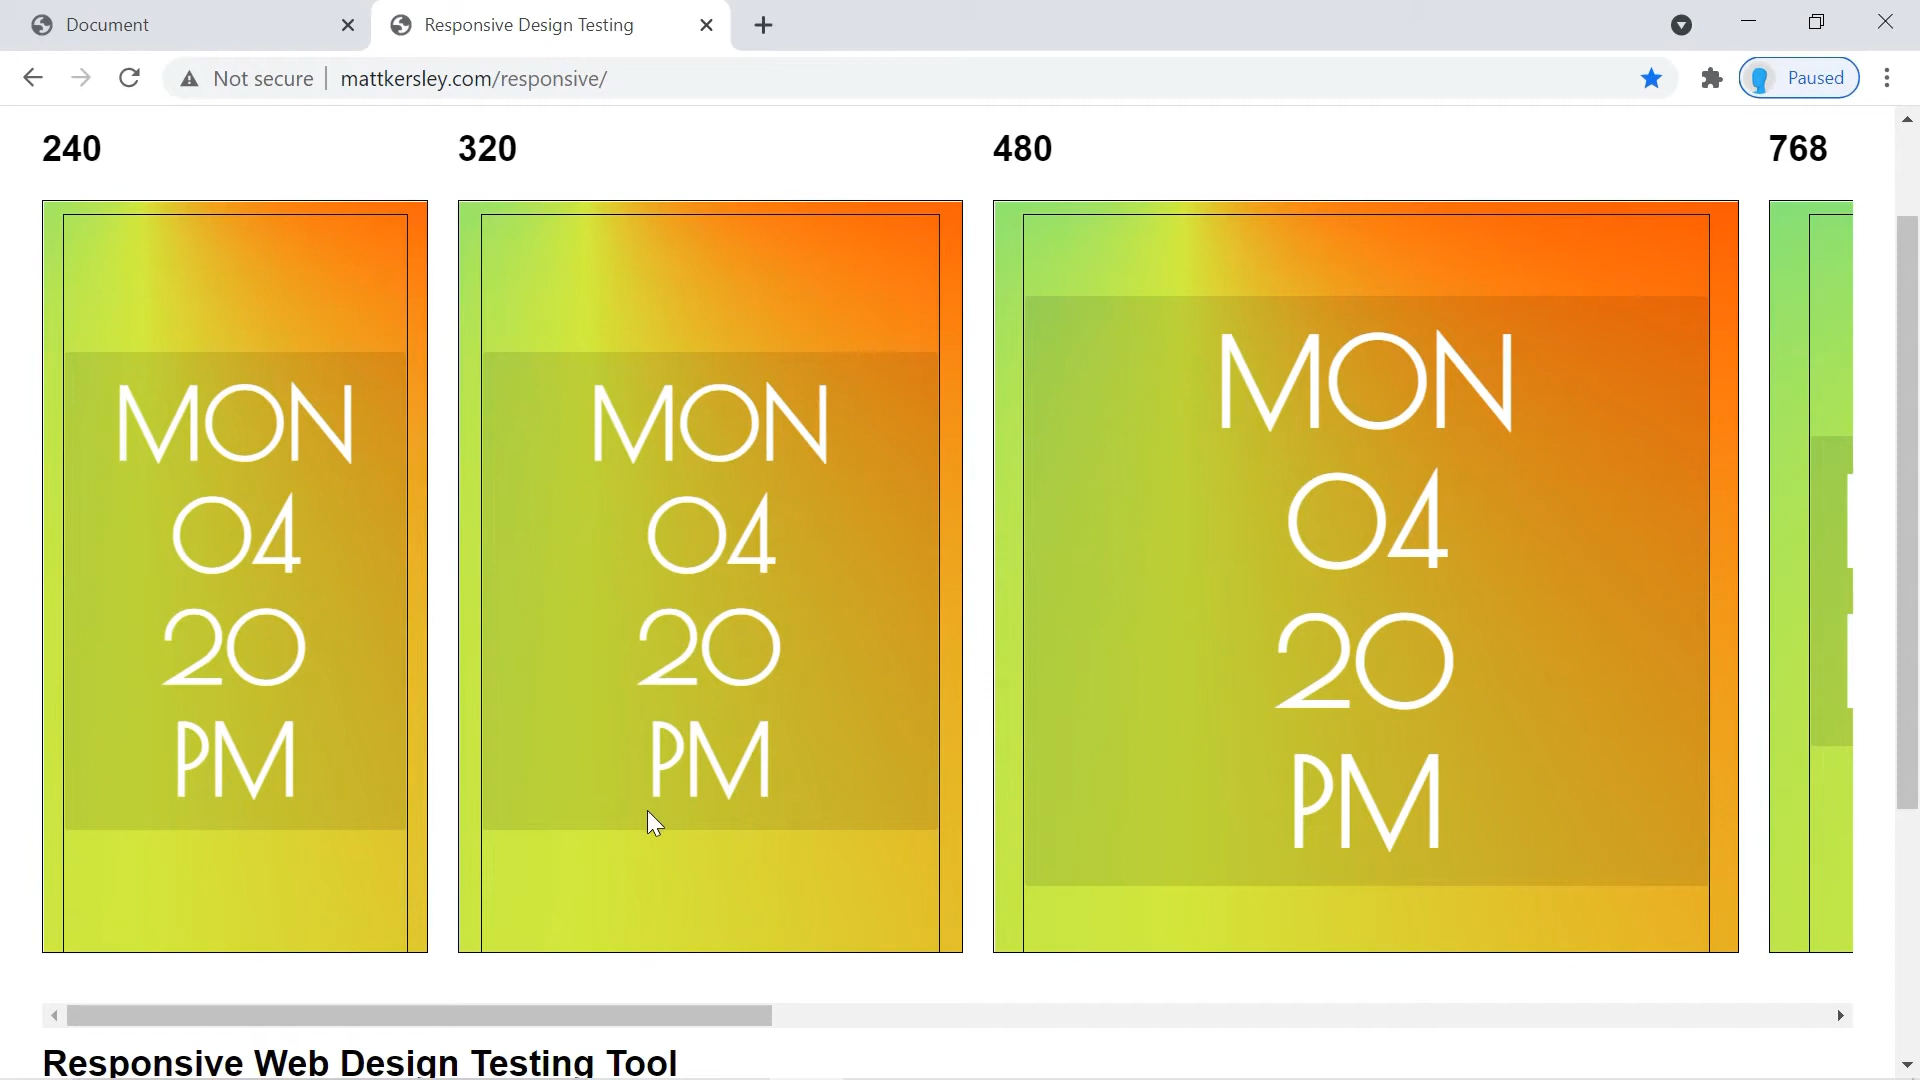 Document
Responsive Design Testing
Not secure
mattkersley.com/responsive/
Paused
240
320
480
768
MON
04
20
PM
MON
04
20
PM
MON
04
20
PM
Responsive Web Design Testing Tool